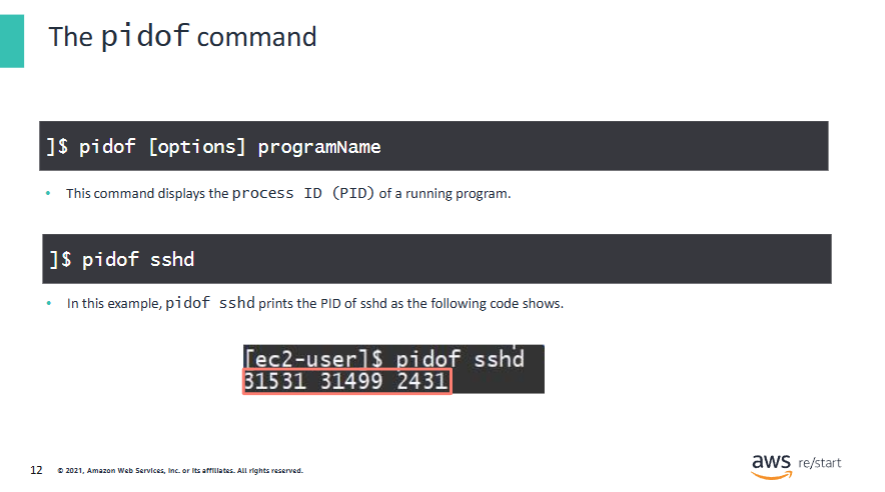 The pidof command
]$ pidof [options] programName
• This command displays the process ID (PID) of a running program.
]$ pidof sshd
• In this example, pidof sshd prints the PID of sshd as the following code shows.
[ec2-user]$ pidof sshd
31531 31499 2431
12 © 2021, Amazon Web Services, Inc. or its affiliates. All rights reserved.
aws re/start